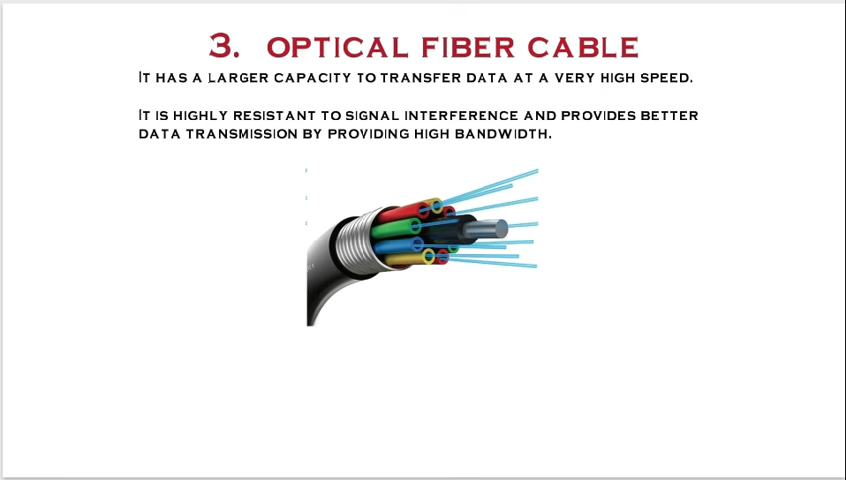 3. OPTICAL FIBER CABLE
IT HAS A LARGER CAPACITY TO TRANSFER DATA AT A VERY HIGH SPEED.
IT IS HIGHLY RESISTANT TO SIGNAL INTERFERENCE AND PROVIDES BETTER
DATA TRANSMISSION BY PROVIDING HIGH BANDWIDTH.